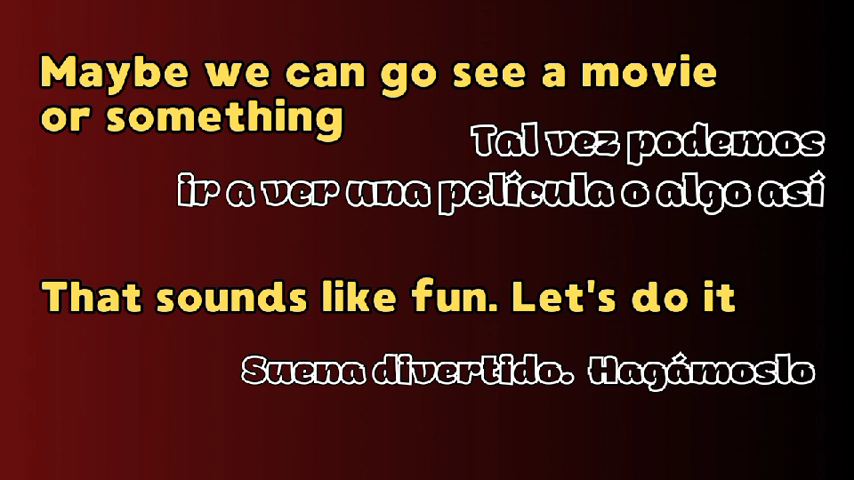 Maybe we can go see a movie
or something
Tal vez podemos
ir a ver una película o algo así
That sounds like fun. Let's do it
Suena divertido. Hagámoslo